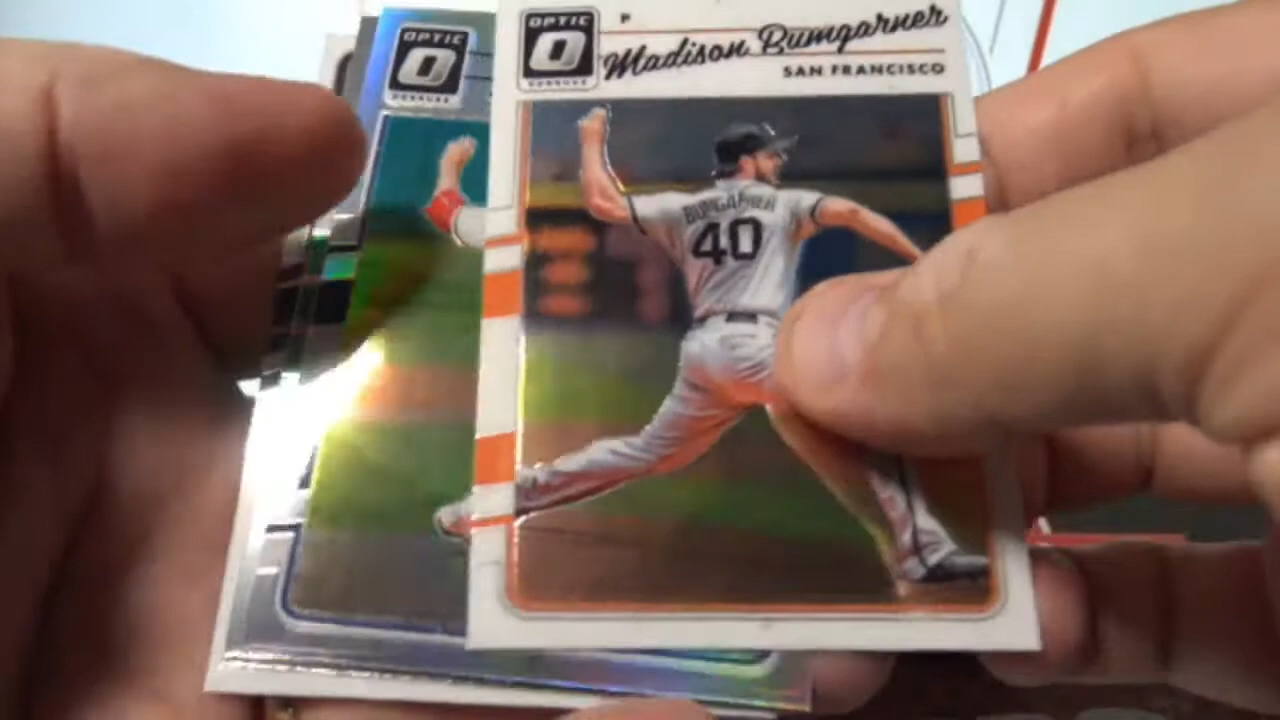 OPTIC
DONRUSS
OPTIC
DONRUSS
P
Madison Bumgarner
SAN FRANCISCO
BUMGARNER
40